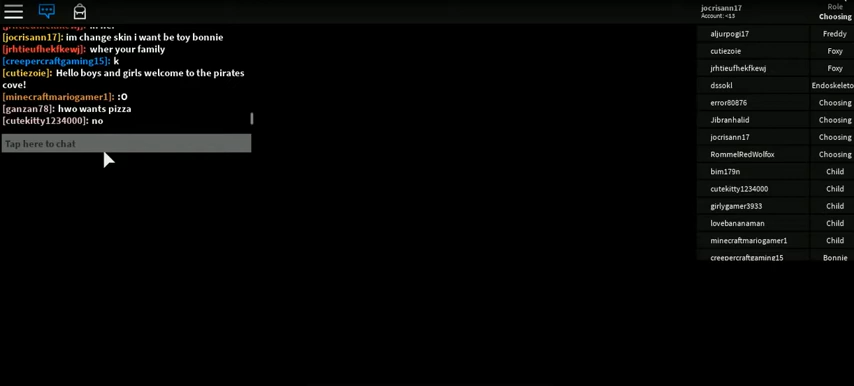 jocrisann17
Account: <13
Role
Choosing
[jocrisann17]: im change skin i want be toy bonnie
[jrhtieufhekfkewj]: wher your family
[creepercraftgaming15]: k
[cutiezoie]: Hello boys and girls welcome to the pirates
cove!
[minecraftmariogamer1]: :O
[ganzan78]: hwo wants pizza
[cutekitty1234000]: no
Tap here to chat
aljurpogi17 Freddy
cutiezoie Foxy
jrhtieufhekfkewj Foxy
dssokl Endoskeleto
error80876 Choosing
Jibranhalid Choosing
jocrisann17 Choosing
RommelRedWolfox Choosing
bim179n Child
cutekitty1234000 Child
girlygamer3933 Child
lovebananaman Child
minecraftmariogamer1 Child
creepercraftgaming15 Bonnie